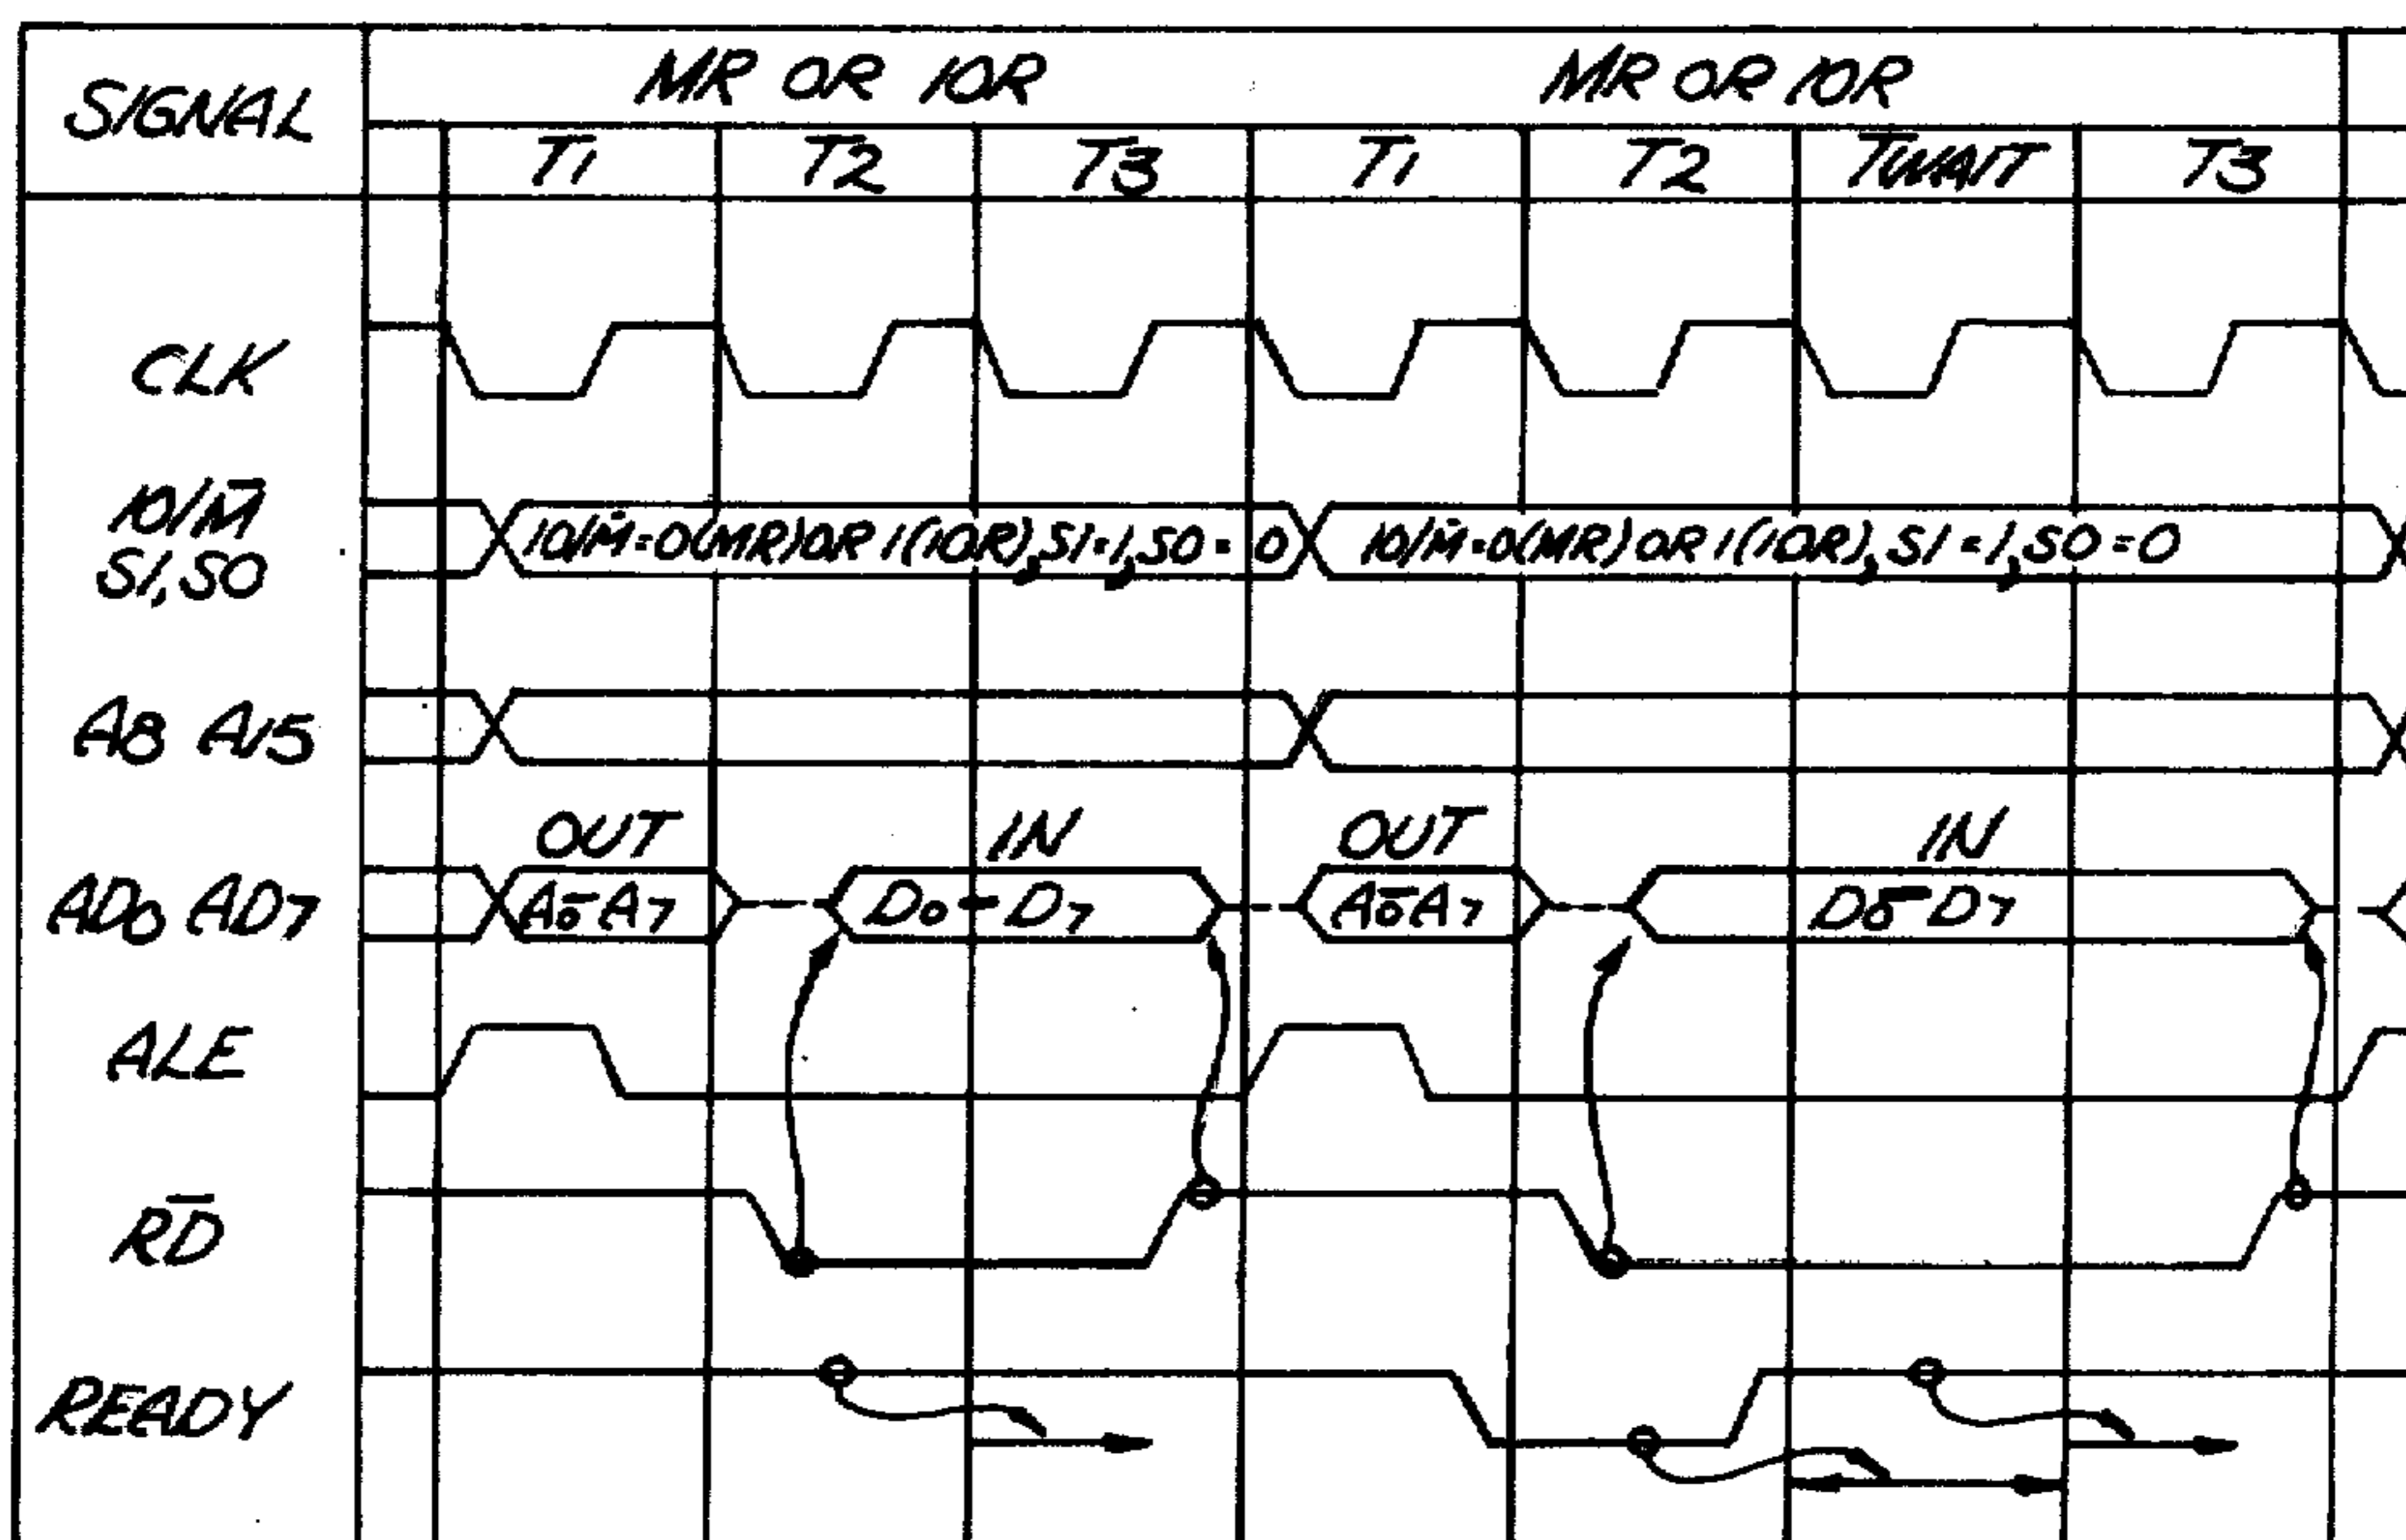 SIGNAL
MR OR IOR
MR OR IOR
T1 T2 T3 T1 T2 TWAIT T3
CLK
IO/M̅
S1, S0
IO/M̅=0(MR) OR 1(IOR), S1=1, S0=0
IO/M̅=0(MR) OR 1(IOR), S1=1, S0=0
A8 A15
OUT IN OUT IN
AD0 AD7
A0-A7 D0-D7 A0-A7 D0-D7
ALE
R̅D̅
READY